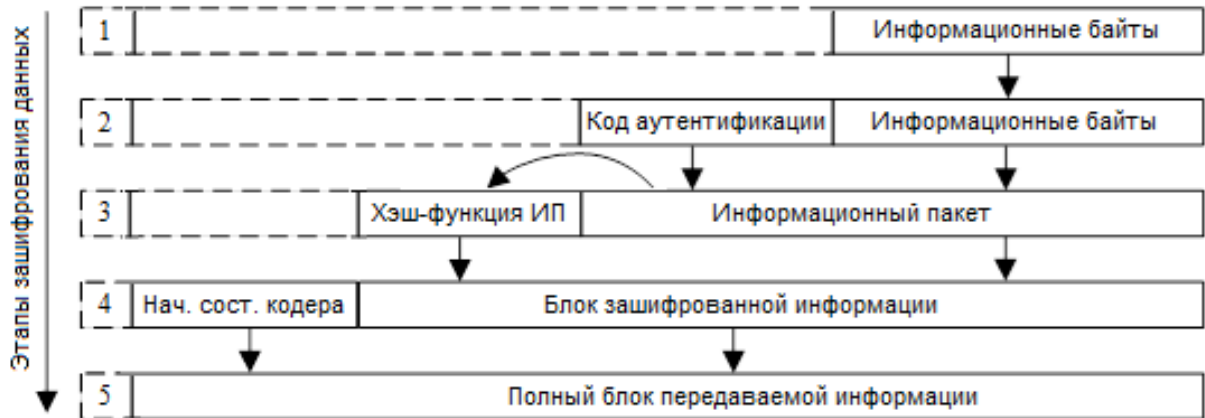 Этапы зашифрования данных
1 Информационные байты
2 Код аутентификации Информационные байты
3 Хэш-функция ИП Информационный пакет
4 Нач. сост. кодера Блок зашифрованной информации
5 Полный блок передаваемой информации